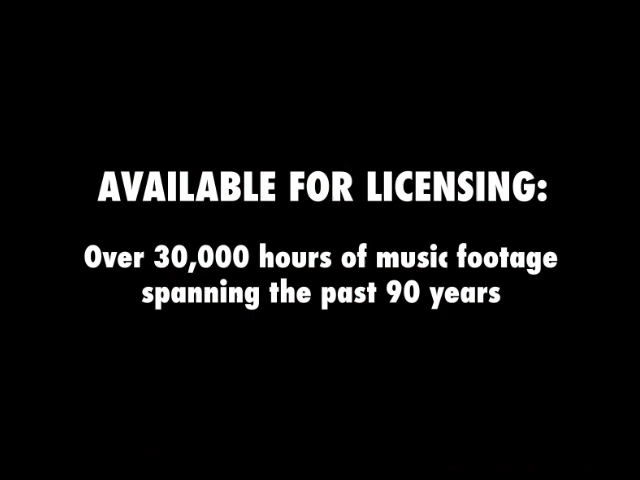 AVAILABLE FOR LICENSING:
Over 30,000 hours of music footage
spanning the past 90 years